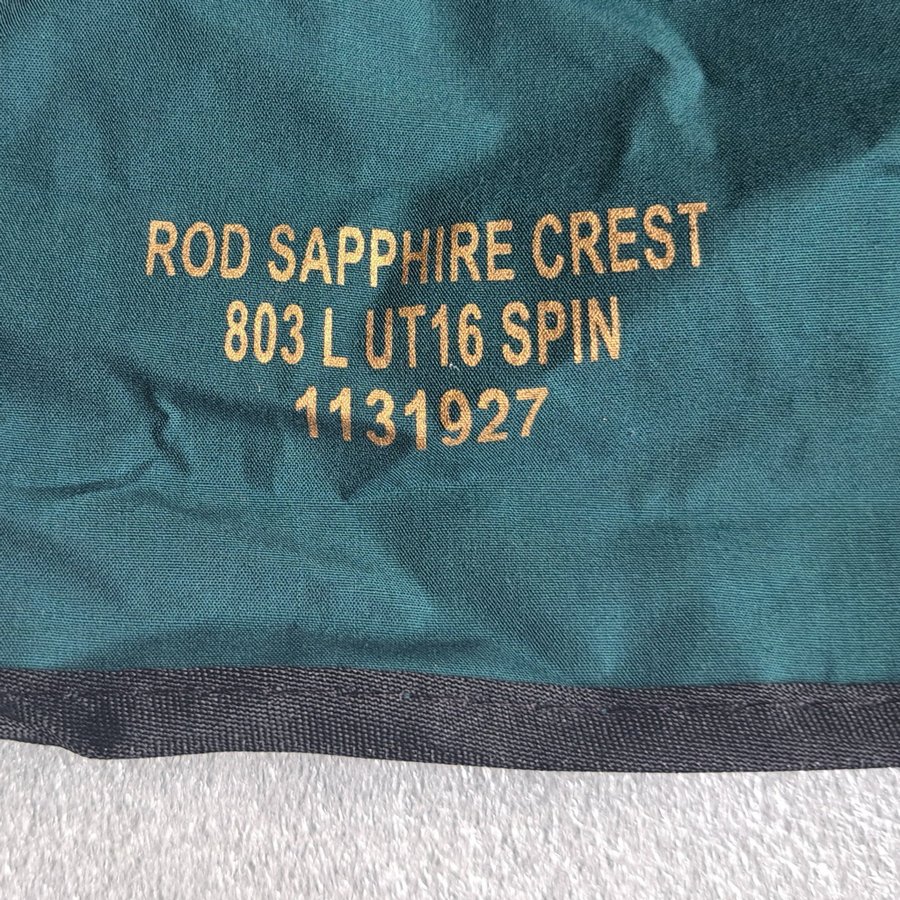 ROD SAPPHIRE CREST
803 L UT16 SPIN
1131927